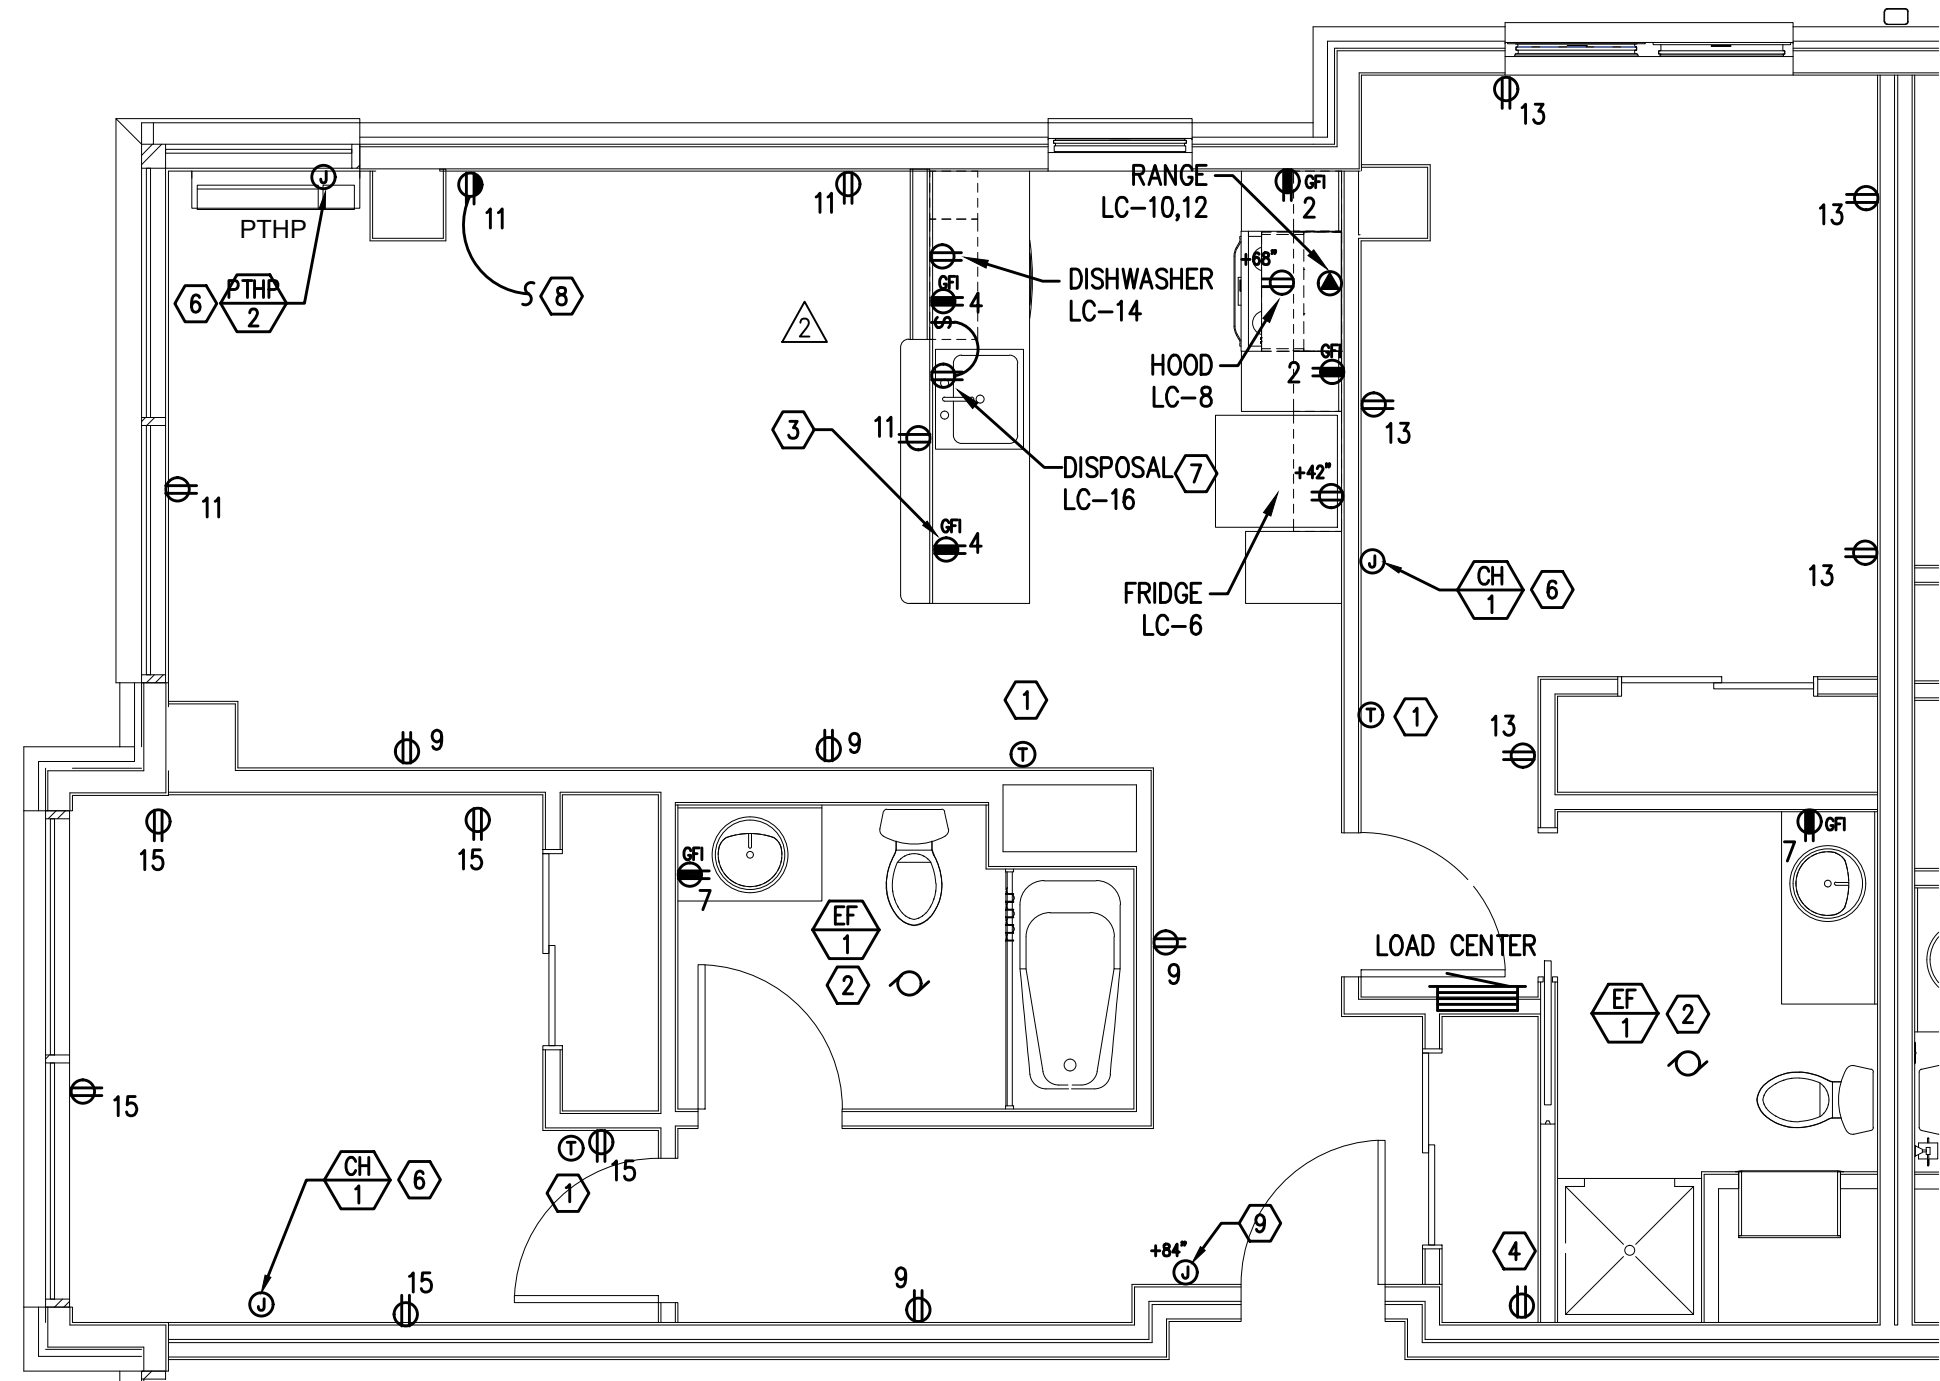 13
RANGE
LC-10,12
GFI
2
11
11
13
PTHP
J
6
PTHP
2
S
8
+68"
DISHWASHER
LC-14
GFI
4
S
2
HOOD
LC-8
GFI
2
3
11
13
DISPOSAL
LC-16
7
+42"
11
GFI
4
J
13
FRIDGE
LC-6
CH
1
6
1
T
T
1
9
9
13
15
15
GFI
7
GFI
7
EF
1
2
LOAD CENTER
9
EF
1
2
15
T
15
1
CH
1
6
J
15
9
+84"
J
9
4